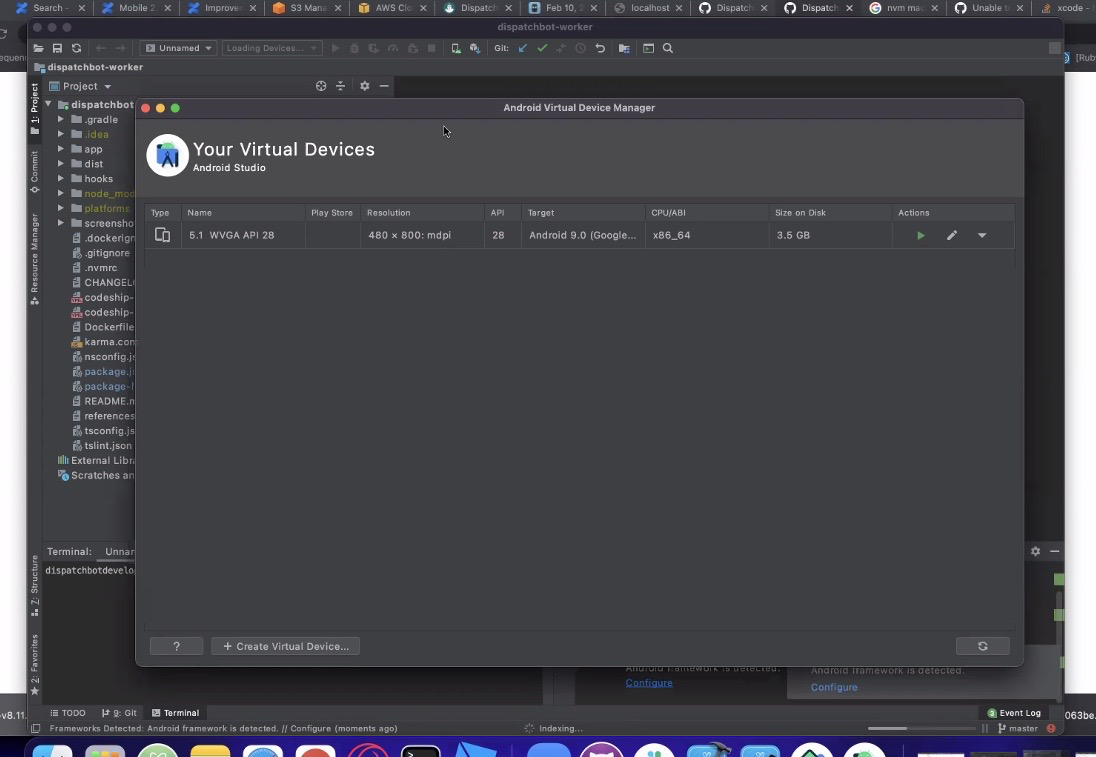 Search -
Mobile 2.
Improve
S3 Mana
AWS Clo
Dispatch
Feb 10, 2
localhost
Dispatch
Dispatch
nvm mac
Unable t
xcode -
dispatchbot-worker
Unnamed
Loading Devices...
Git:
equen
[Rub
dispatchbot-worker
1: Project
Commit
Resource Manager
Z: Structure
2: Favorites
Project
dispatchbot
.gradle
.idea
app
dist
hooks
node_mod
platforms
screensho
.dockerign
.gitignore
.nvmrc
CHANGEL
codeship-
codeship-
Dockerfile
karma.con
nsconfig.js
package.j
package-l
README.m
references
tsconfig.js
tslint.json
External Libra
Scratches an
Android Virtual Device Manager
Your Virtual Devices
Android Studio
Type Name Play Store Resolution API Target CPU/ABI Size on Disk Actions
5.1 WVGA API 28 480 × 800: mdpi 28 Android 9.0 (Google... x86_64 3.5 GB
? + Create Virtual Device...
Terminal: Unnam
dispatchbotdevelo
Android framework is detected.
Configure
Android framework is detected.
Configure
TODO
9: Git
Terminal
3 Event Log
v8.11.
063be.
Frameworks Detected: Android framework is detected. // Configure (moments ago)
Indexing...
master